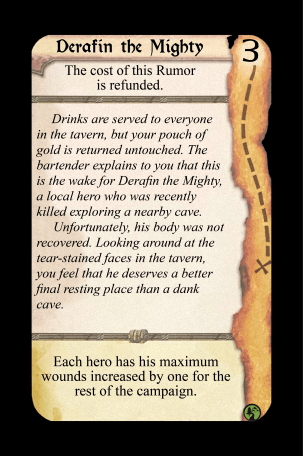 Derafin the Mighty
3
The cost of this Rumor
is refunded.
Drinks are served to everyone
in the tavern, but your pouch of
gold is returned untouched. The
bartender explains to you that this
is the wake for Derafin the Mighty,
a local hero who was recently
killed exploring a nearby cave.
Unfortunately, his body was not
recovered. Looking around at the
tear-stained faces in the tavern,
you feel that he deserves a better
final resting place than a dank
cave.
Each hero has his maximum
wounds increased by one for the
rest of the campaign.